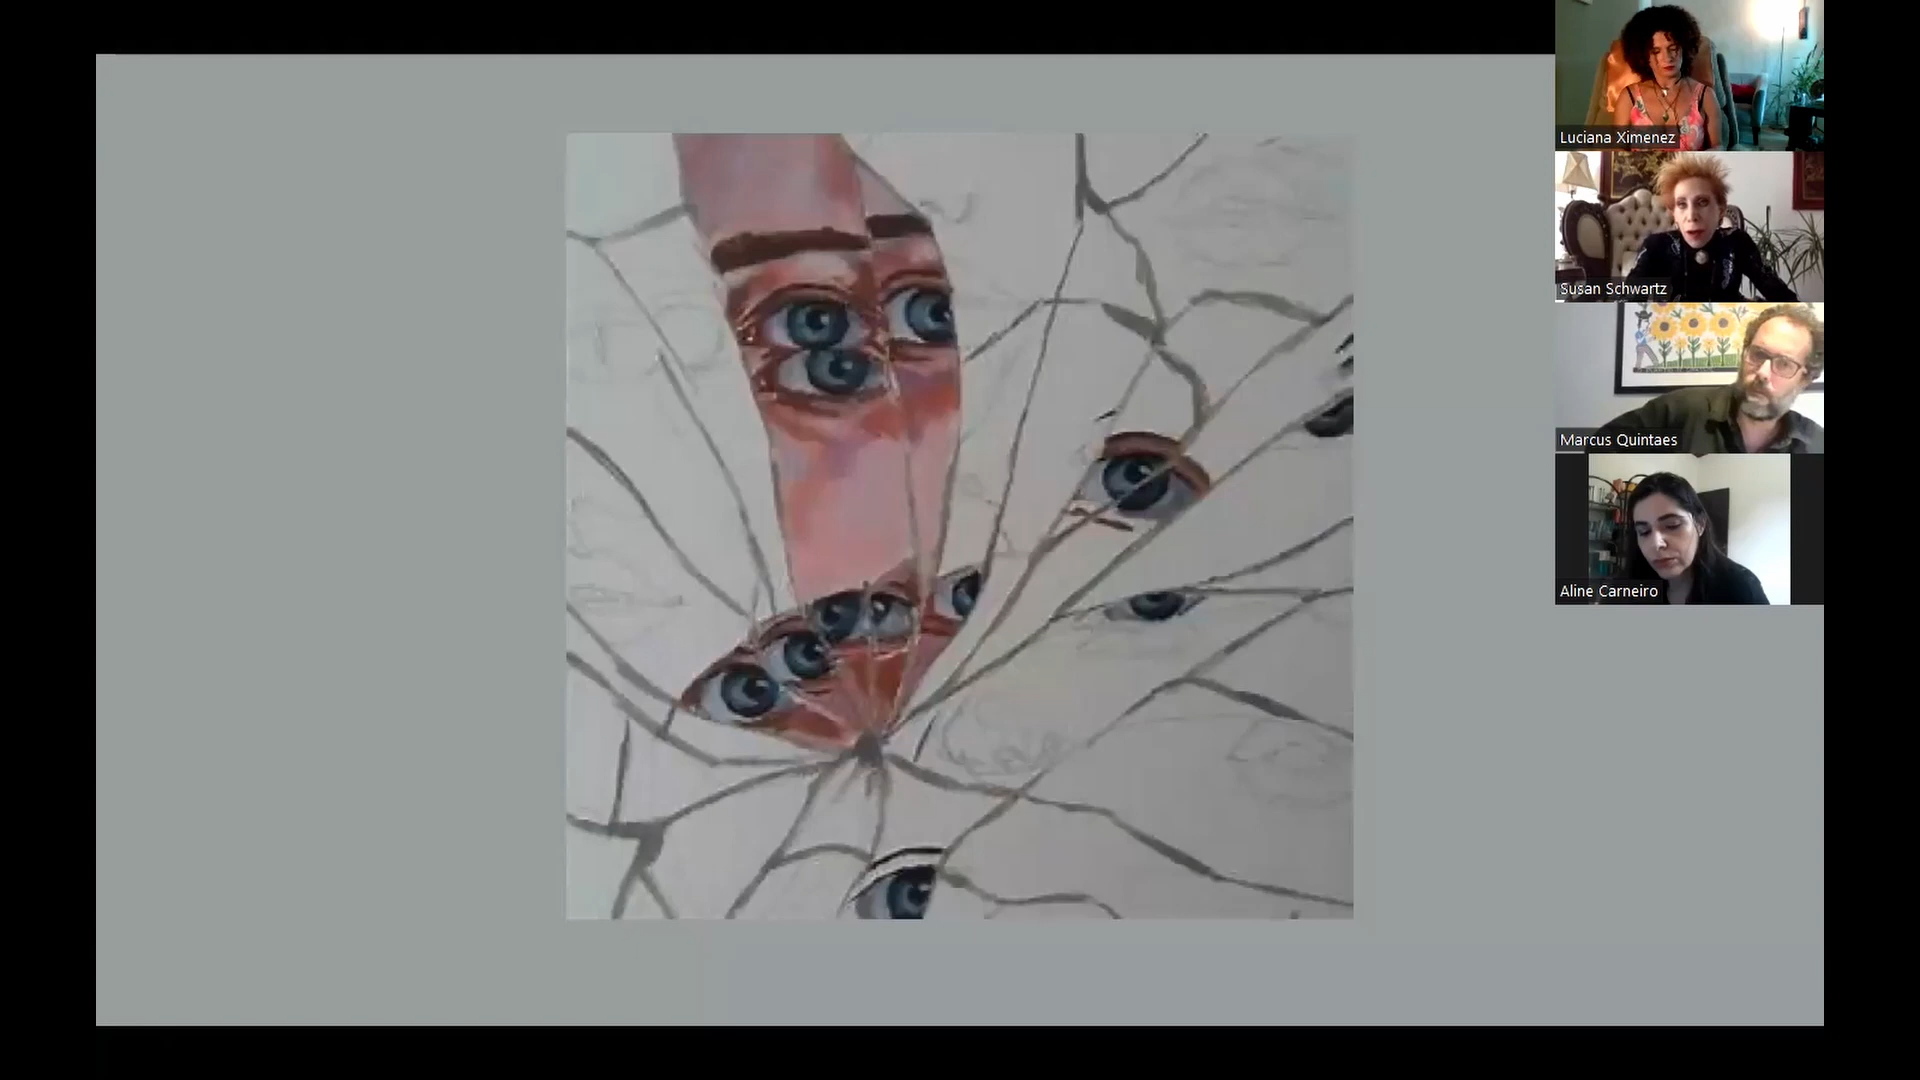 Luciana Ximenez
Susan Schwartz
Marcus Quintaes
Aline Carneiro